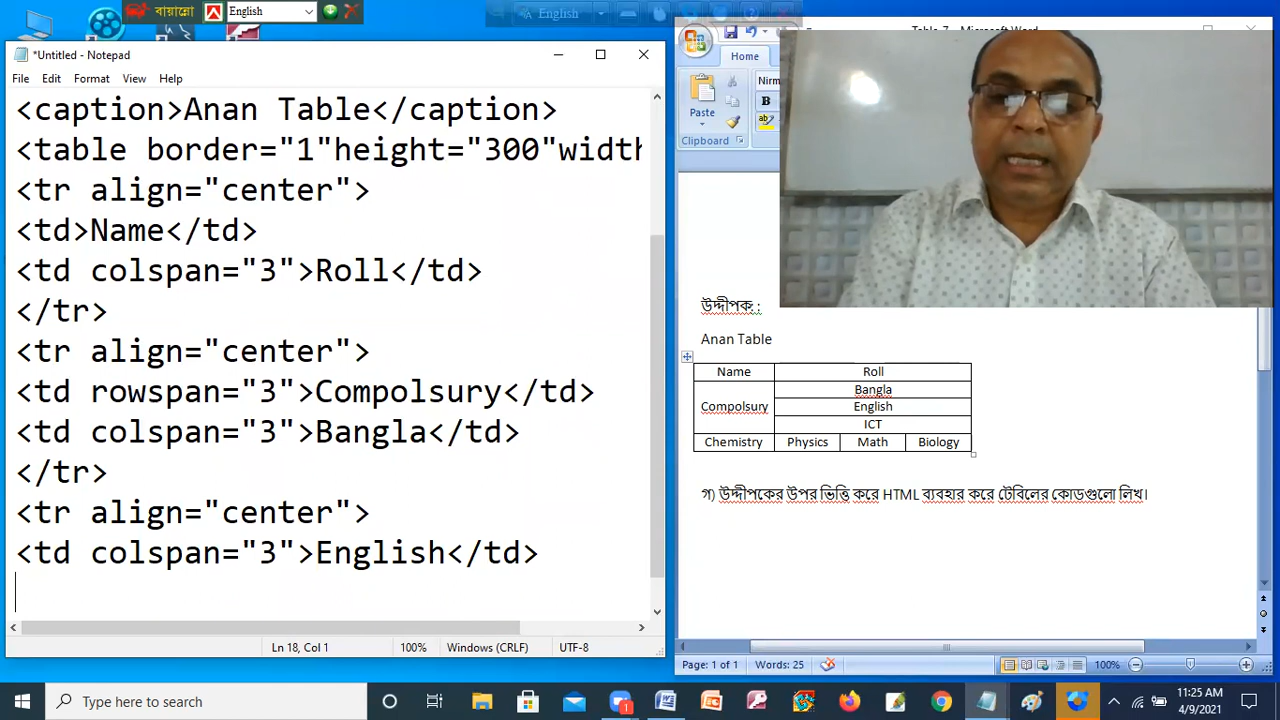 বায়ান্নো
English
English
*Untitled - Notepad
File Edit Format View Help
<caption>Anan Table</caption>
<table border="1"height="300"width
<tr align="center">
<td>Name</td>
<td colspan="3">Roll</td>
</tr>
<tr align="center">
<td rowspan="3">Compolsury</td>
<td colspan="3">Bangla</td>
</tr>
<tr align="center">
<td colspan="3">English</td>
Ln 18, Col 1
100%
Windows (CRLF)
UTF-8
Home
Paste
B
Clipboard
উদ্দীপক :
Anan Table
Name Roll
Compolsury
Bangla
English
ICT
Chemistry Physics Math Biology
গ) উদ্দীপকের উপর ভিত্তি করে HTML ব্যবহার করে টেবিলের কোডগুলো লিখ।
Page: 1 of 1
Words: 25
100%
Type here to search
1
11:25 AM
4/9/2021